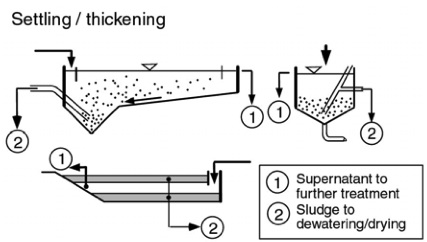 Settling / thickening
1
2
1
2
1
2
1 Supernatant to
further treatment
2 Sludge to
dewatering/drying